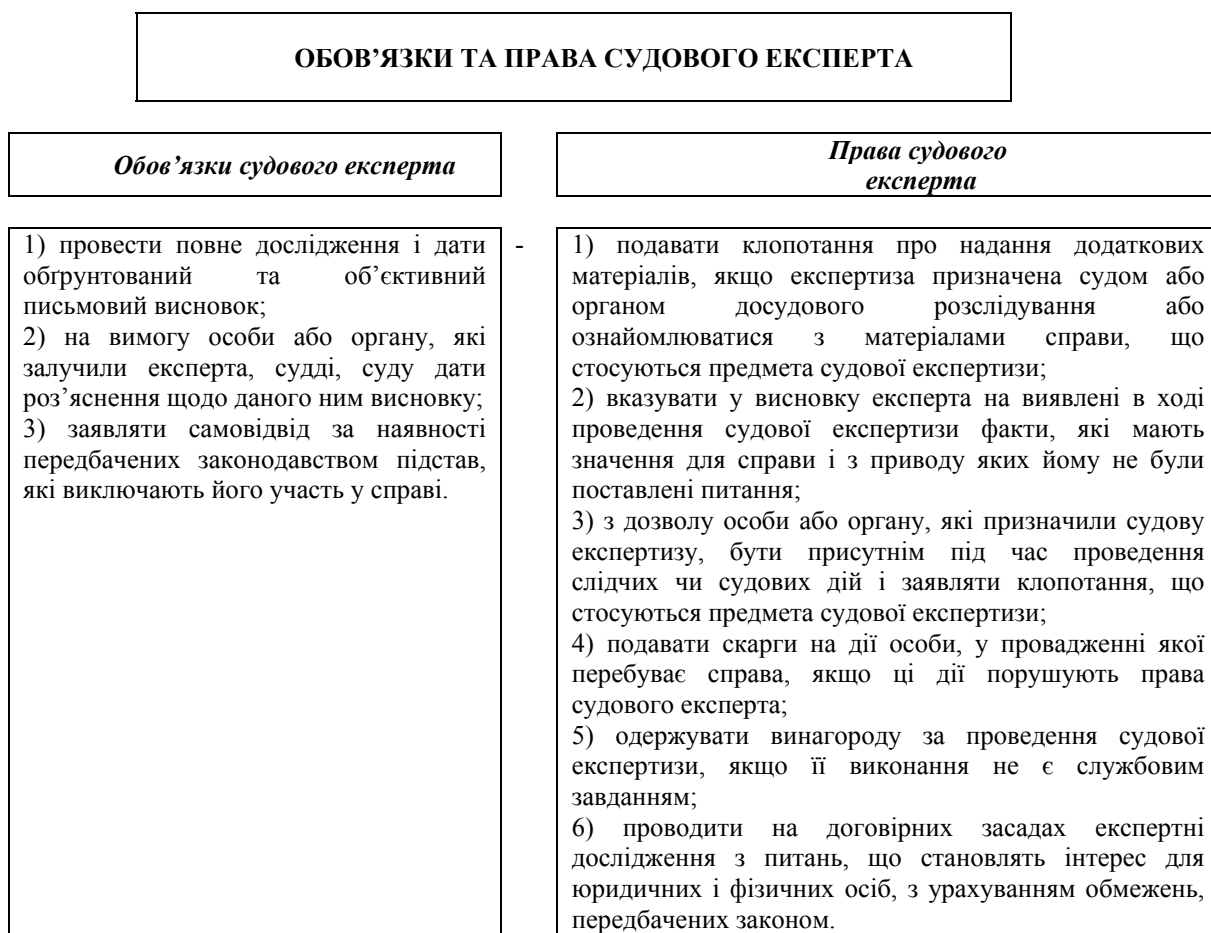 ОБОВ’ЯЗКИ ТА ПРАВА СУДОВОГО ЕКСПЕРТА
Обов’язки судового експерта
1) провести повне дослідження і дати
обґрунтований та об’єктивний
письмовий висновок;
2) на вимогу особи або органу, які
залучили експерта, судді, суду дати
роз’яснення щодо даного ним висновку;
3) заявляти самовідвід за наявності
передбачених законодавством підстав,
які виключають його участь у справі.
-
Права судового
експерта
1) подавати клопотання про надання додаткових
матеріалів, якщо експертиза призначена судом або
органом досудового розслідування або
ознайомлюватися з матеріалами справи, що
стосуються предмета судової експертизи;
2) вказувати у висновку експерта на виявлені в ході
проведення судової експертизи факти, які мають
значення для справи і з приводу яких йому не були
поставлені питання;
3) з дозволу особи або органу, які призначили судову
експертизу, бути присутнім під час проведення
слідчих чи судових дій і заявляти клопотання, що
стосуються предмета судової експертизи;
4) подавати скарги на дії особи, у провадженні якої
перебуває справа, якщо ці дії порушують права
судового експерта;
5) одержувати винагороду за проведення судової
експертизи, якщо її виконання не є службовим
завданням;
6) проводити на договірних засадах експертні
дослідження з питань, що становлять інтерес для
юридичних і фізичних осіб, з урахуванням обмежень,
передбачених законом.